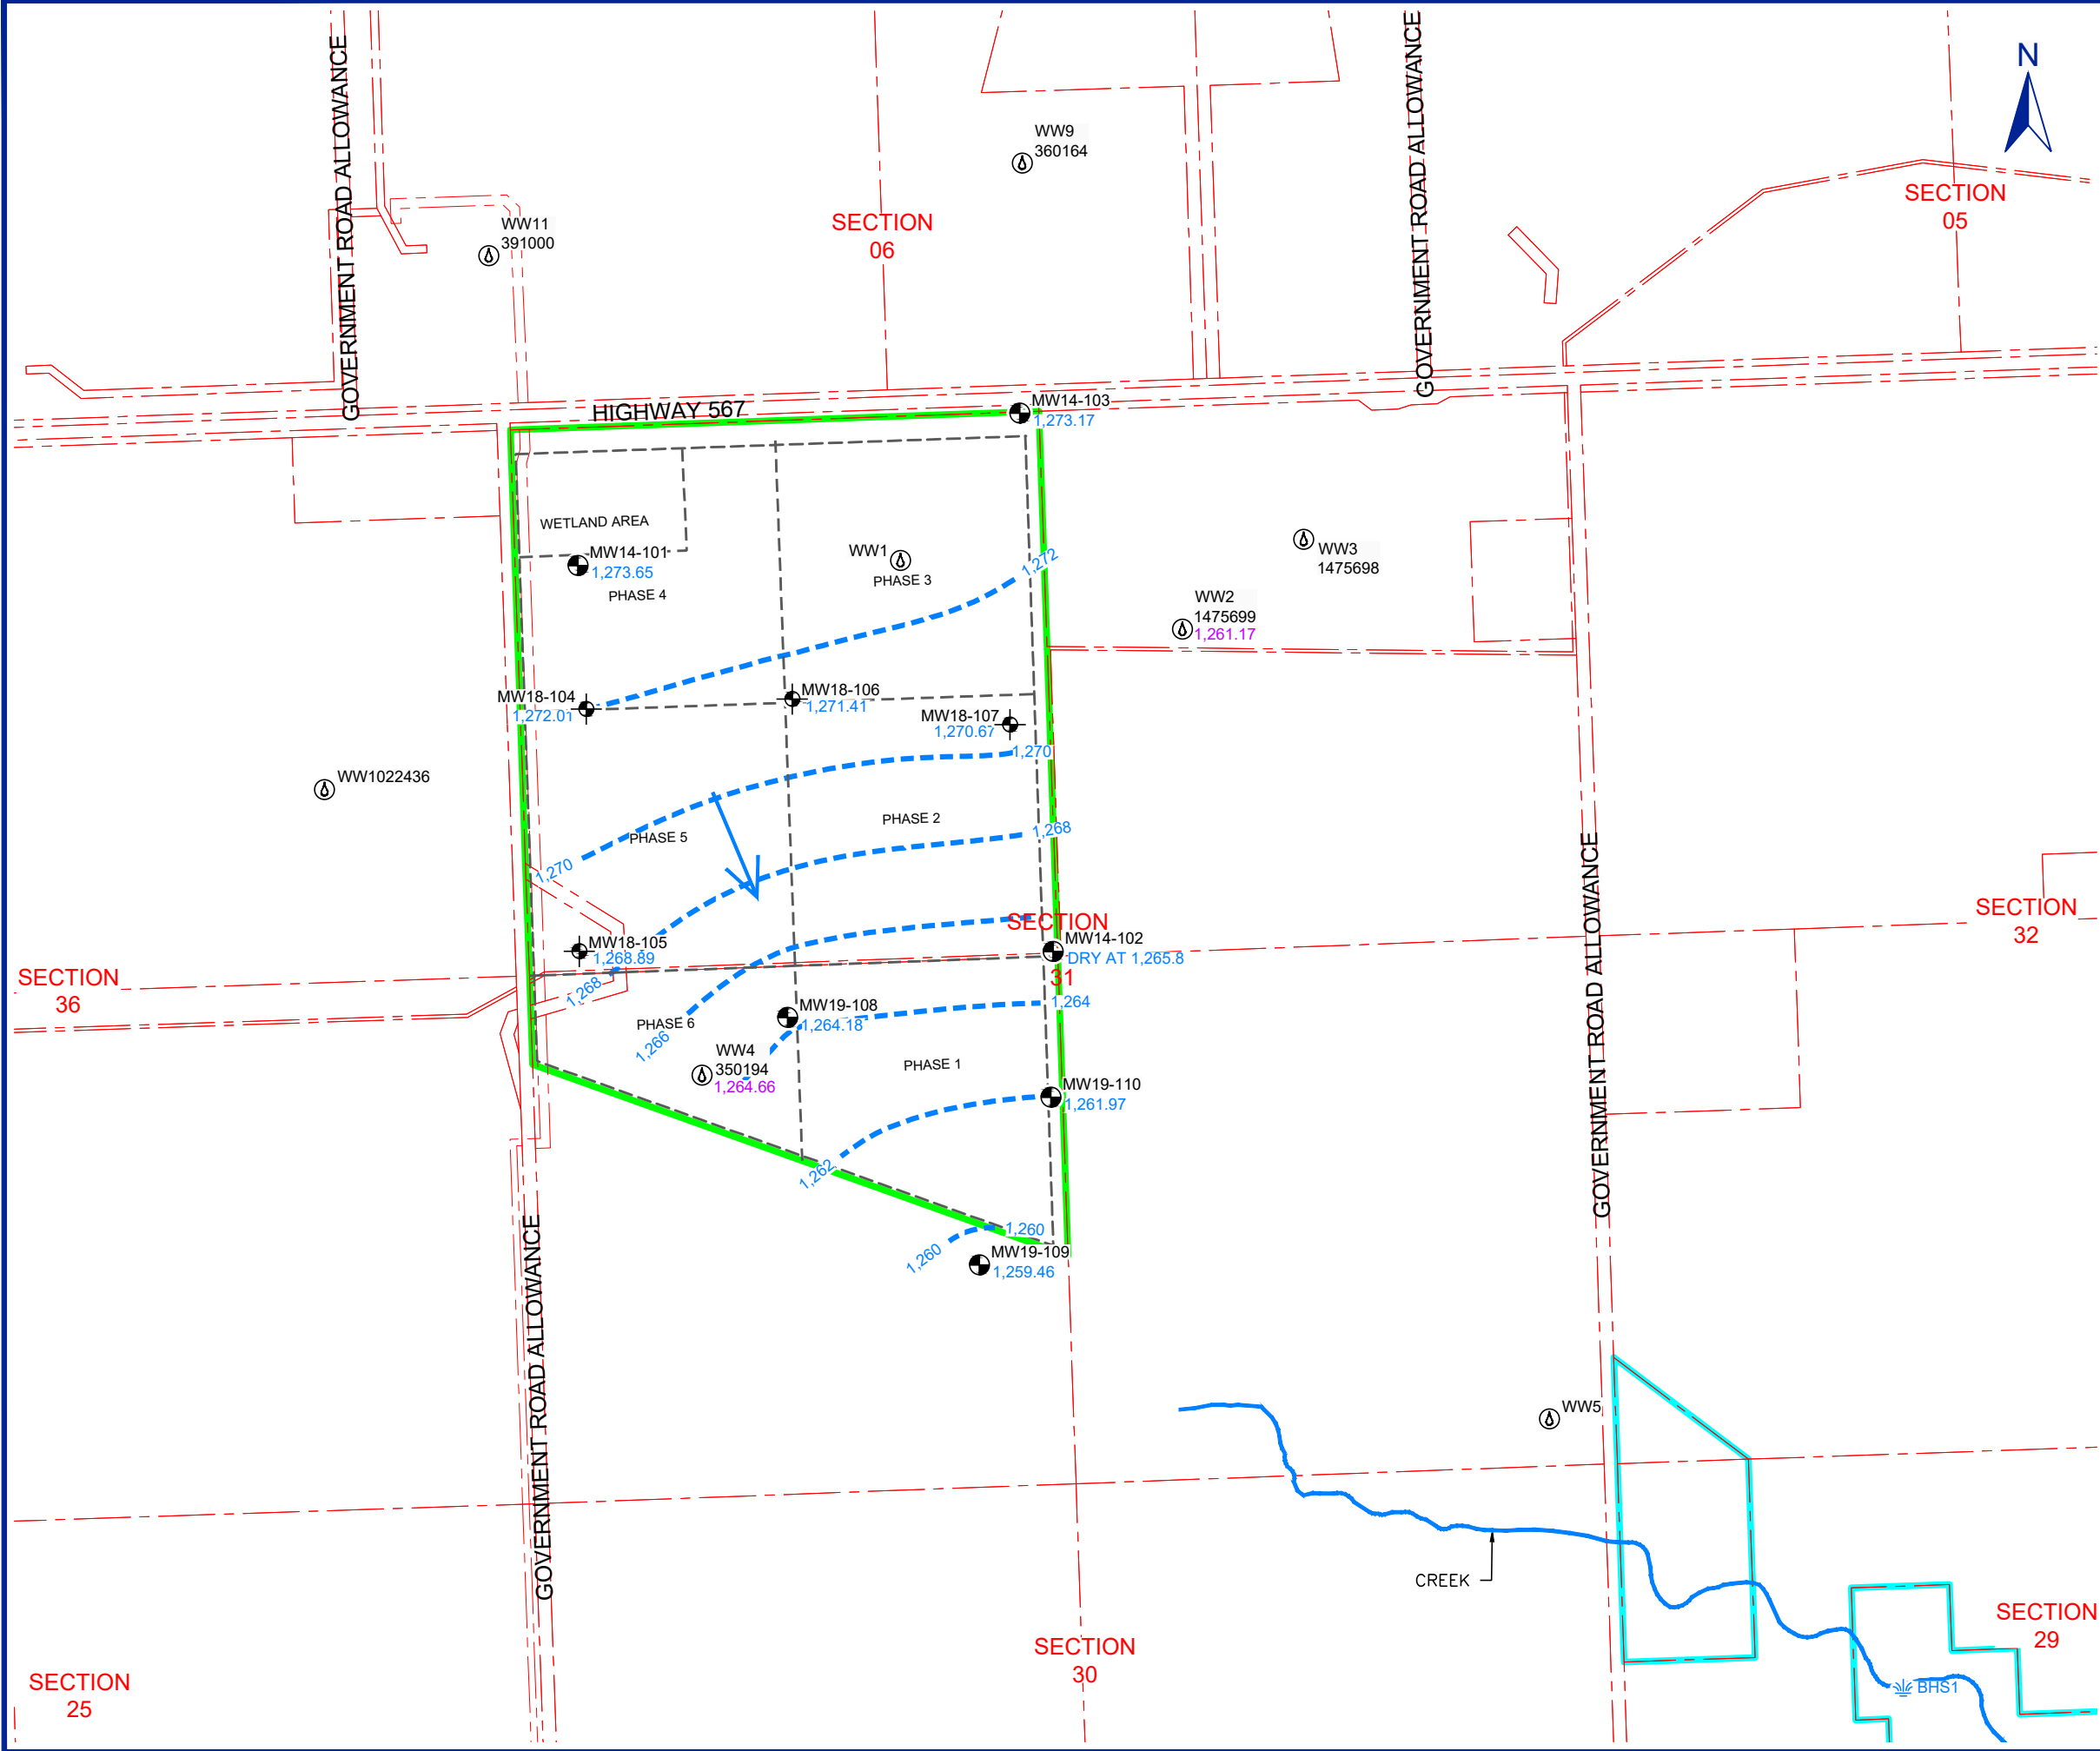 N
GOVERNMENT ROAD ALLOWANCE
GOVERNMENT ROAD ALLOWANCE
WW9
360164
SECTION
05
SECTION
06
WW11
391000
HIGHWAY 567
MW14-103
1,273.17
WETLAND AREA
MW14-101
1,273.65
PHASE 4
WW1
PHASE 3
1,272
WW3
1475698
WW2
1475699
1,261.17
MW18-104
1,272.01
MW18-106
1,271.41
MW18-107
1,270.67
1,270
WW1022436
PHASE 2
1,268
PHASE 5
1,270
GOVERNMENT ROAD ALLOWANCE
SECTION
32
SECTION
31
MW14-102
DRY AT 1,265.8
MW18-105
1,268.89
1,268
SECTION
36
MW19-108
1,264.18
1,264
PHASE 6
1,266
WW4
350194
1,264.66
PHASE 1
MW19-110
1,261.97
1,262
1,260
1,260
MW19-109
1,259.46
GOVERNMENT ROAD ALLOWANCE
WW5
CREEK
SECTION
29
SECTION
30
SECTION
25
BHS1